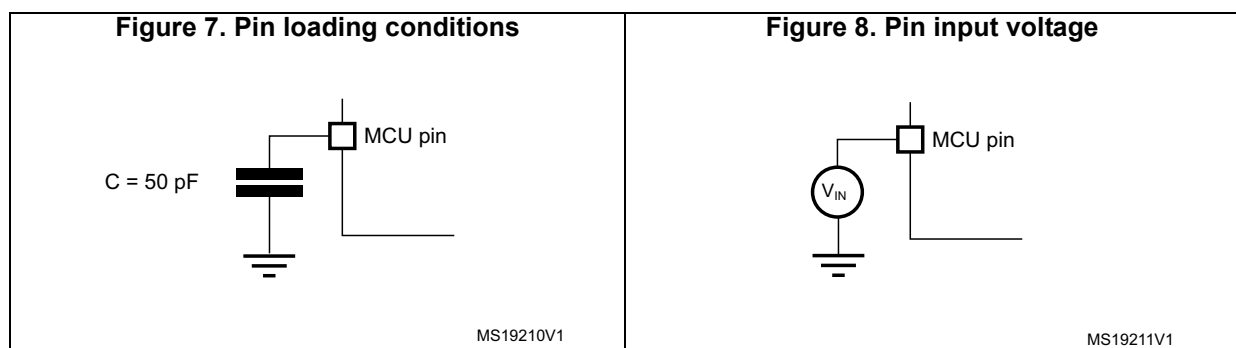 Figure 7. Pin loading conditions
MCU pin
C = 50 pF
MS19210V1
Figure 8. Pin input voltage
MCU pin
VIN
MS19211V1